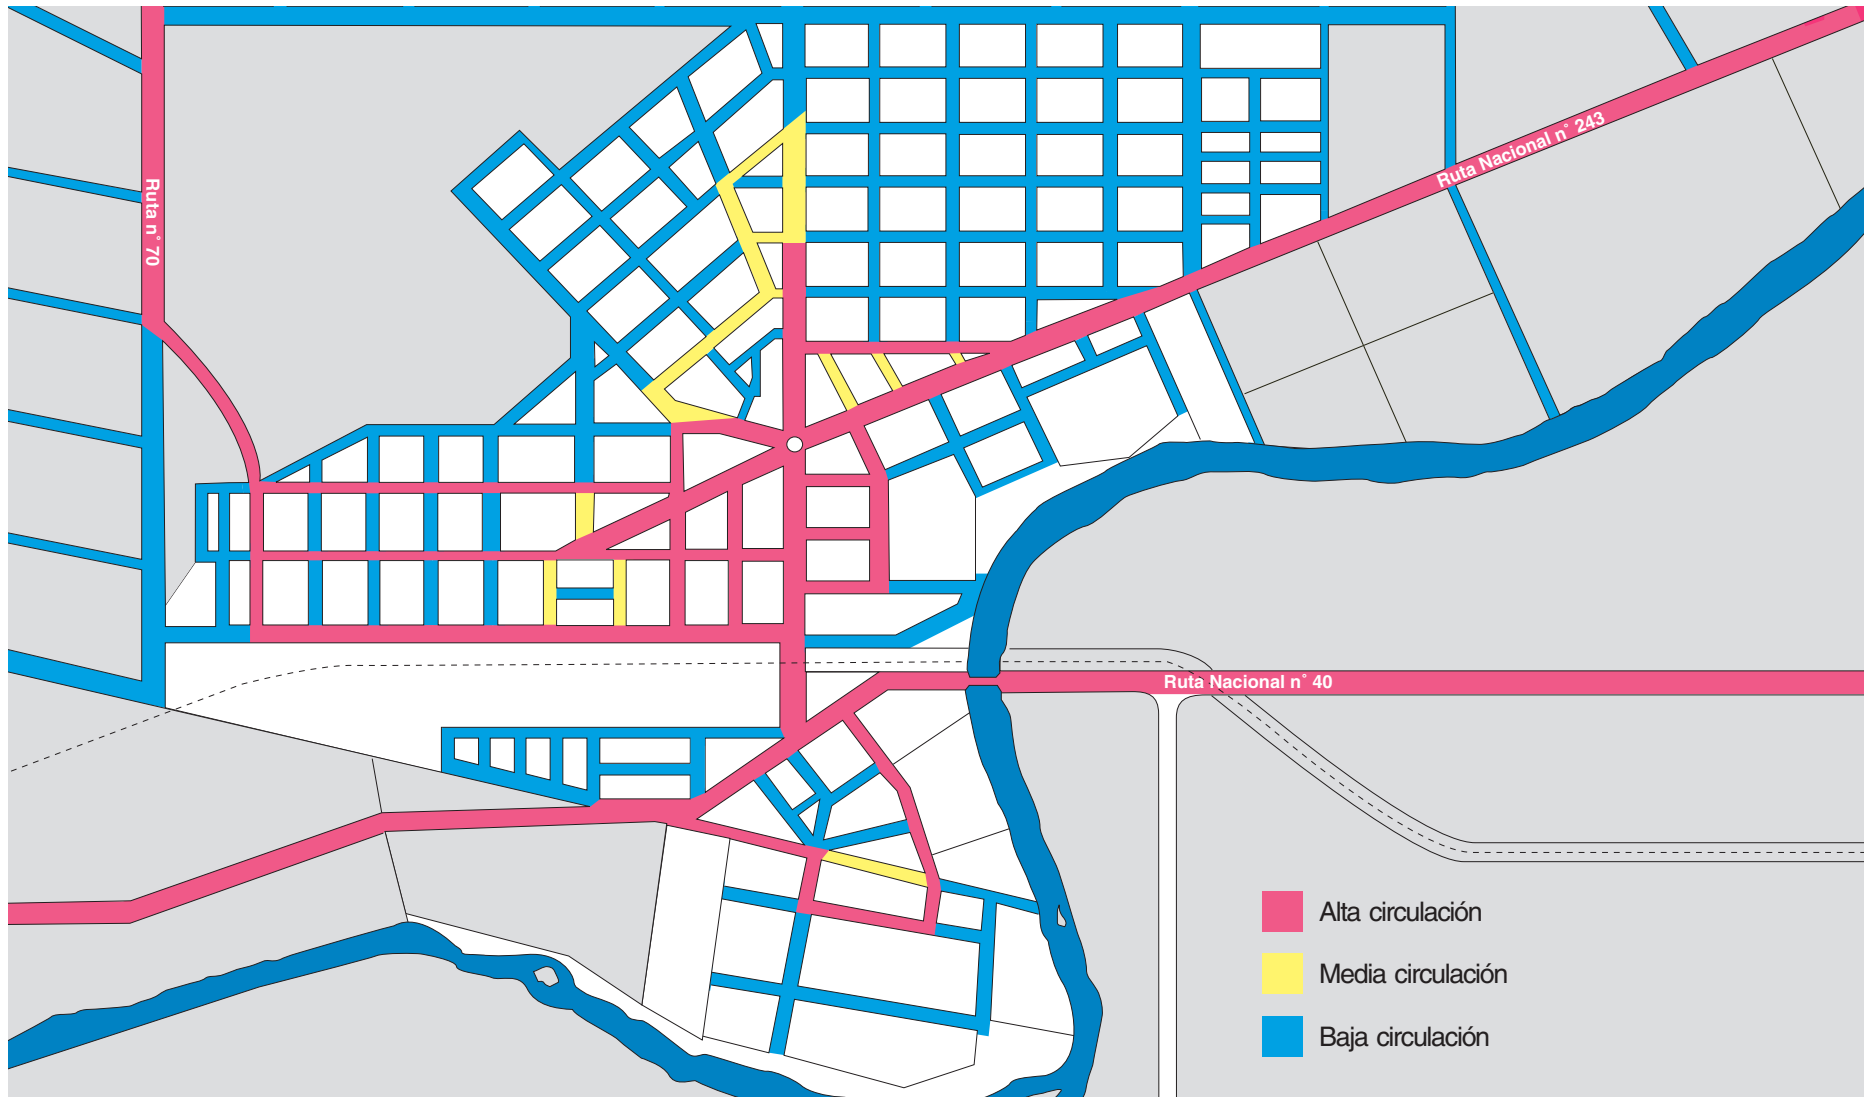 Ruta n° 70
Ruta Nacional n° 243
Ruta Nacional n° 40
Alta circulación
Media circulación
Baja circulación